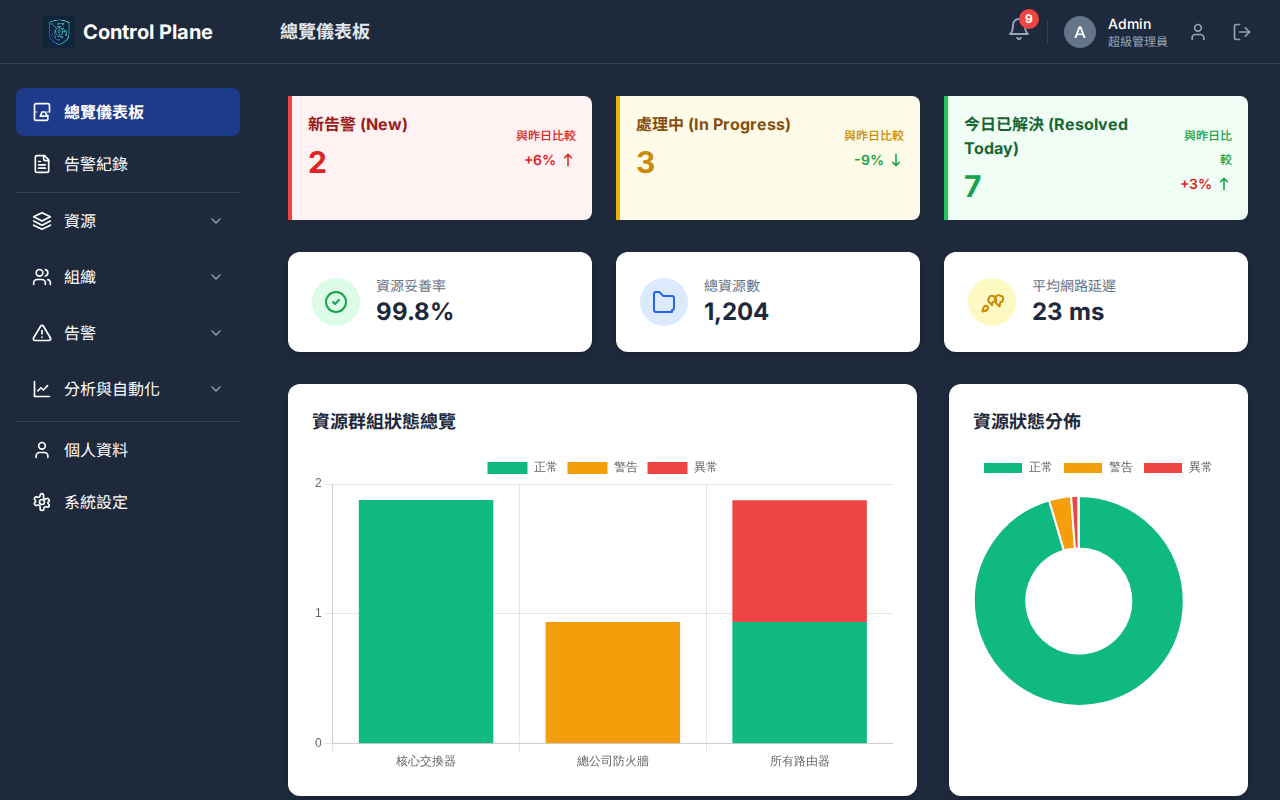 Control Plane
總覽儀表板
9
A
Admin
超級管理員
總覽儀表板
告警紀錄
資源
組織
告警
分析與自動化
個人資料
系統設定
新告警 (New)
2
與昨日比較
+6% ↑
處理中 (In Progress)
3
與昨日比較
-9% ↓
今日已解決 (Resolved
Today)
7
與昨日比
較
+3% ↑
資源妥善率
99.8%
總資源數
1,204
平均網路延遲
23 ms
資源群組狀態總覽
正常
警告
異常
2
1
0
核心交換器
總公司防火牆
所有路由器
資源狀態分佈
正常
警告
異常